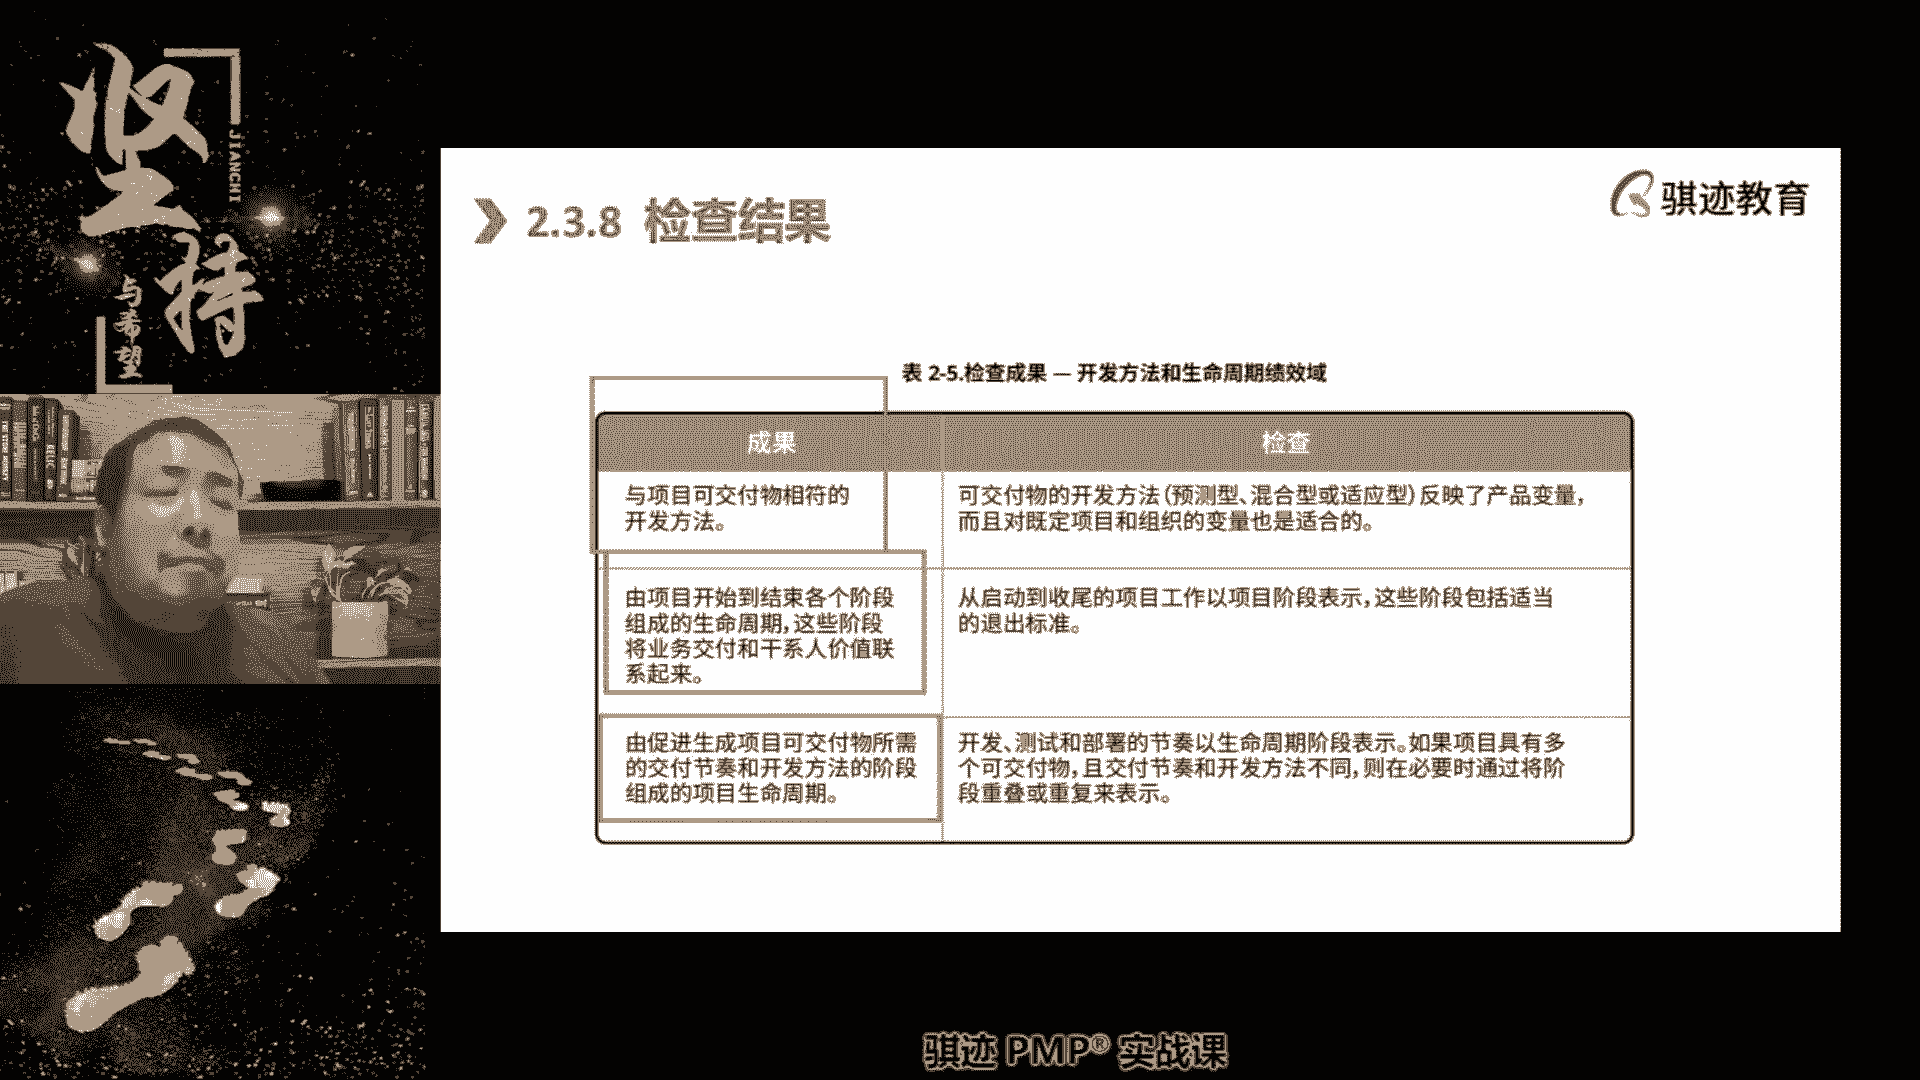 坚持
JIANCHI
与希望
骐迹教育
2.3.8 检查结果
表 2-5.检查成果 — 开发方法和生命周期绩效域
成果
检查
与项目可交付物相符的
开发方法。
可交付物的开发方法（预测型、混合型或适应型）反映了产品变量，
而且对既定项目和组织的变量也是适合的。
由项目开始到结束各个阶段
组成的生命周期，这些阶段
将业务交付和干系人价值联
系起来。
从启动到收尾的项目工作以项目阶段表示，这些阶段包括适当
的退出标准。
由促进生成项目可交付物所需
的交付节奏和开发方法的阶段
组成的项目生命周期。
开发、测试和部署的节奏以生命周期阶段表示。如果项目具有多
个可交付物，且交付节奏和开发方法不同，则在必要时通过将阶
段重叠或重复来表示。
骐迹 PMP® 实战课